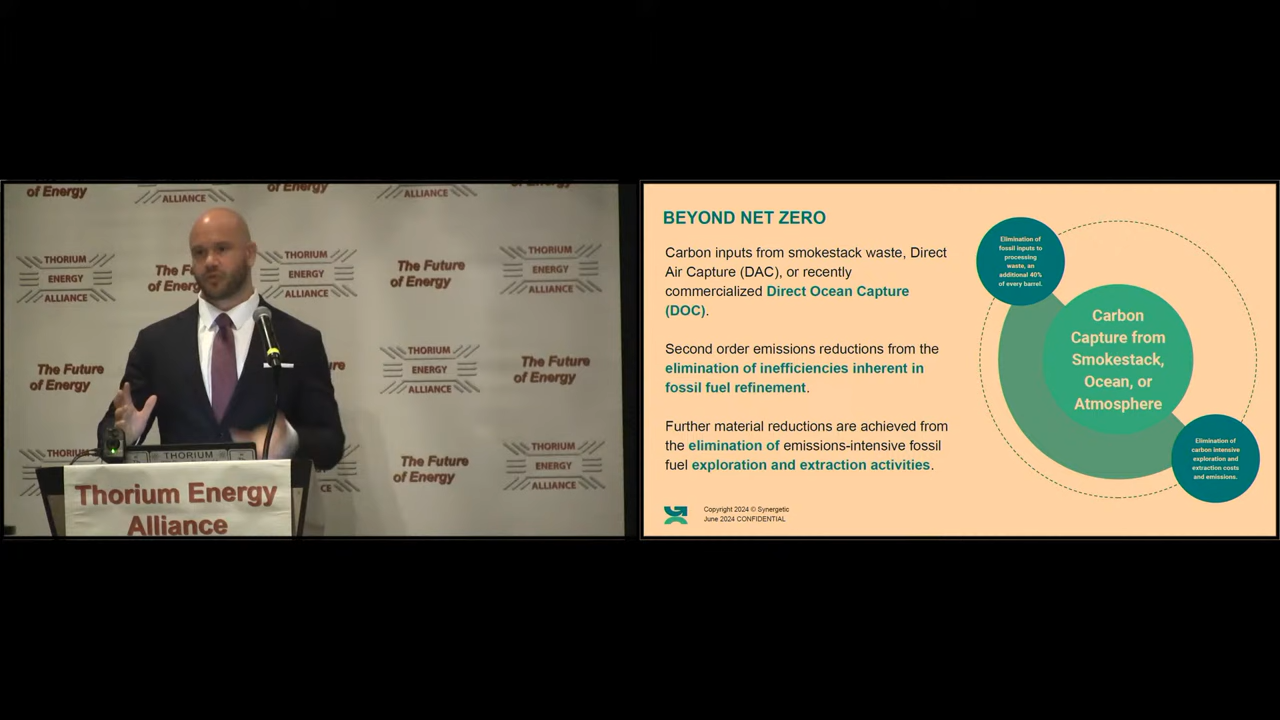 of Energy
ALLIANCE
of Energy
ALLIANCE
of Energy
THORIUM
ENERGY
ALLIANCE
The Fu
of Energ
THORIUM
ENERGY
ALLIANCE
The Future
of Energy
THORIUM
ENERGY
ALLIANCE
The Future
of Energy
re
THORIUM
ENERGY
ALLIANCE
The Future
of Energy
THORIUM
CE
The Future
of Energy
THORIUM
ENERGY
ALLIANCE
THORIUM
Thorium Energy
Alliance
BEYOND NET ZERO
Carbon inputs from smokestack waste, Direct
Air Capture (DAC), or recently
commercialized Direct Ocean Capture
(DOC).
Second order emissions reductions from the
elimination of inefficiencies inherent in
fossil fuel refinement.
Further material reductions are achieved from
the elimination of emissions-intensive fossil
fuel exploration and extraction activities.
Copyright 2024 © Synergetic
June 2024 CONFIDENTIAL
Elimination of
fossil inputs to
processing
waste, an
additional 40%
of every barrel.
Carbon
Capture from
Smokestack,
Ocean, or
Atmosphere
Elimination of
carbon intensive
exploration and
extraction costs
and emissions.